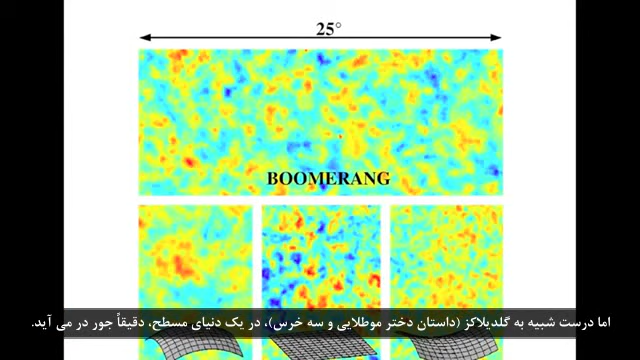 25°
BOOMERANG
اما درست شبیه به گلدیلاکز (داستان دختر موطلایی و سه خرس)، در یک دنیای مسطح، دقیقاً جور در می آید.